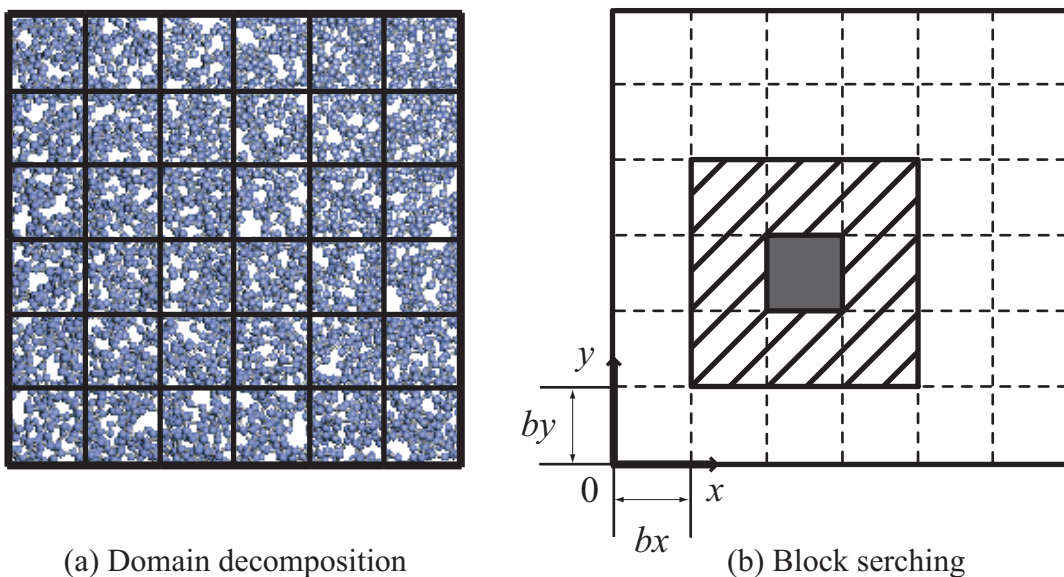 y
by
0
x
bx
(a) Domain decomposition
(b) Block serching